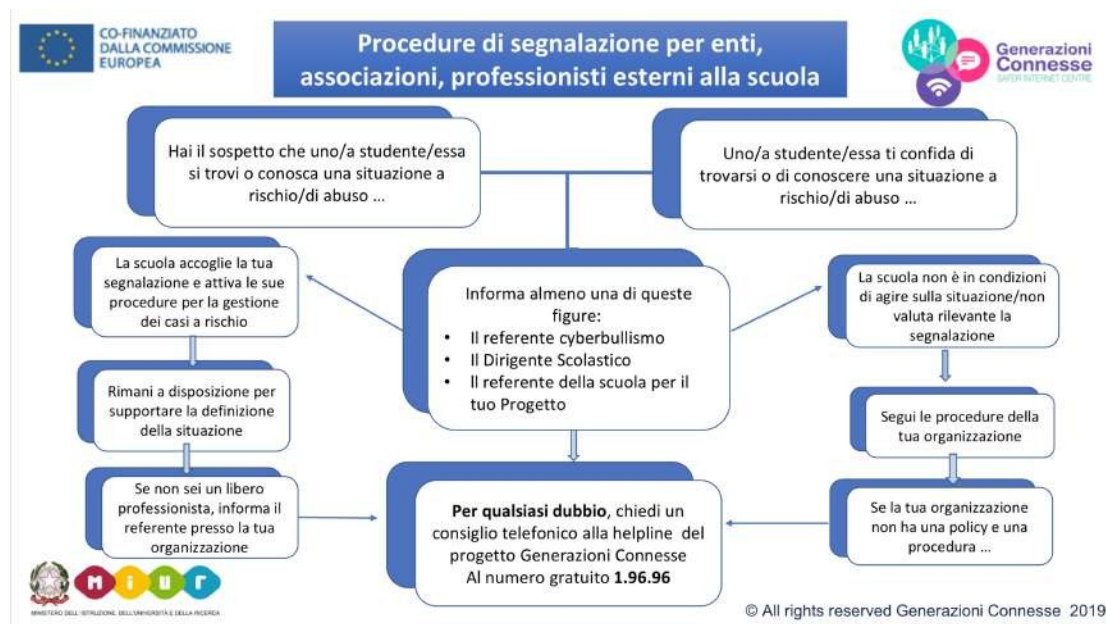 CO-FINANZIATO
DALLA COMMISSIONE
EUROPEA
Procedure di segnalazione per enti,
associazioni, professionisti esterni alla scuola
Generazioni
Connesse
SAFER INTERNET CENTRE
Hai il sospetto che uno/a studente/essa
si trovi o conosca una situazione a
rischio/di abuso ...
Uno/a studente/essa ti confida di
trovarsi o di conoscere una situazione a
rischio/di abuso ...
La scuola accoglie la tua
segnalazione e attiva le sue
procedure per la gestione
dei casi a rischio
Informa almeno una di queste
figure:
• Il referente cyberbullismo
• Il Dirigente Scolastico
• Il referente della scuola per il
tuo Progetto
La scuola non è in condizioni
di agire sulla situazione/non
valuta rilevante la
segnalazione
Rimani a disposizione per
supportare la definizione
della situazione
Segui le procedure della
tua organizzazione
Se non sei un libero
professionista, informa il
referente presso la tua
organizzazione
Per qualsiasi dubbio, chiedi un
consiglio telefonico alla helpline del
progetto Generazioni Connesse
Al numero gratuito 1.96.96
Se la tua organizzazione
non ha una policy e una
procedura ...
miur
MINISTERO DELL'ISTRUZIONE, DELL'UNIVERSITÀ E DELLA RICERCA
© All rights reserved Generazioni Connesse 2019